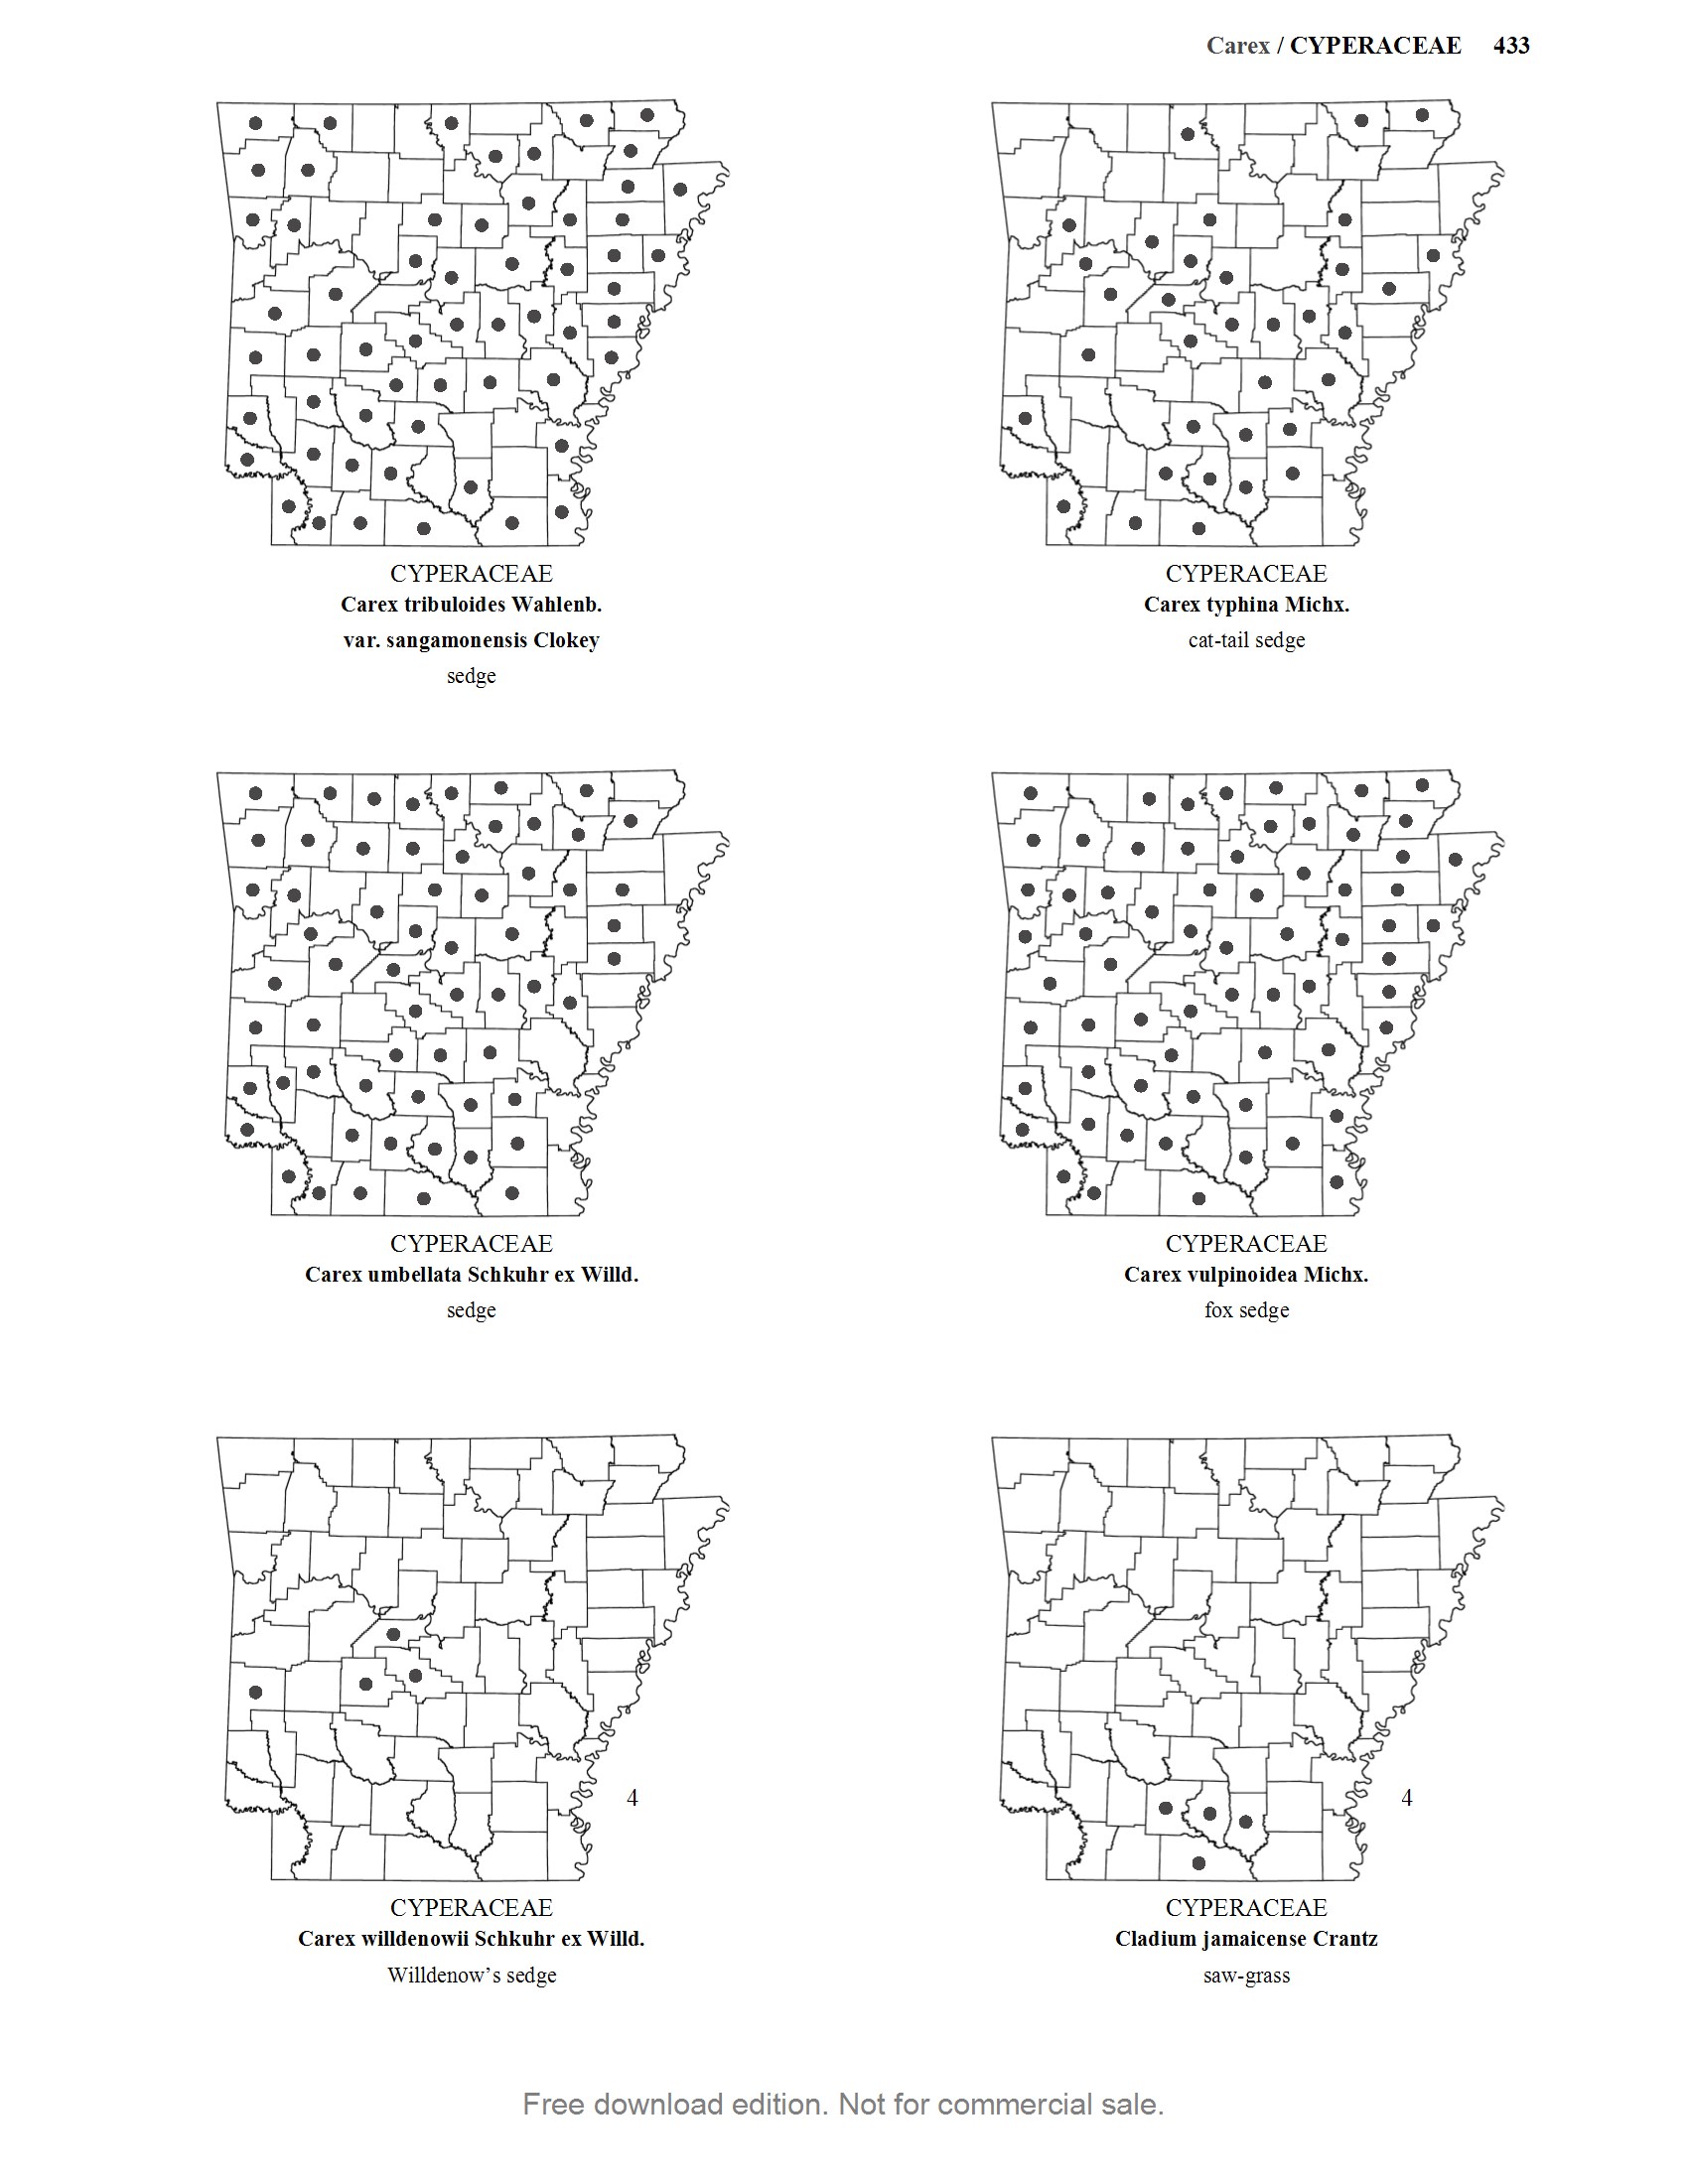 Carex / CYPERACEAE 433
CYPERACEAE
Carex tribuloides Wahlenb.
var. sangamonensis Clokey
sedge
CYPERACEAE
Carex typhina Michx.
cat-tail sedge
CYPERACEAE
Carex umbellata Schkuhr ex Willd.
sedge
CYPERACEAE
Carex vulpinoidea Michx.
fox sedge
4
CYPERACEAE
Carex willdenowii Schkuhr ex Willd.
Willdenow’s sedge
4
CYPERACEAE
Cladium jamaicense Crantz
saw-grass
Free download edition. Not for commercial sale.